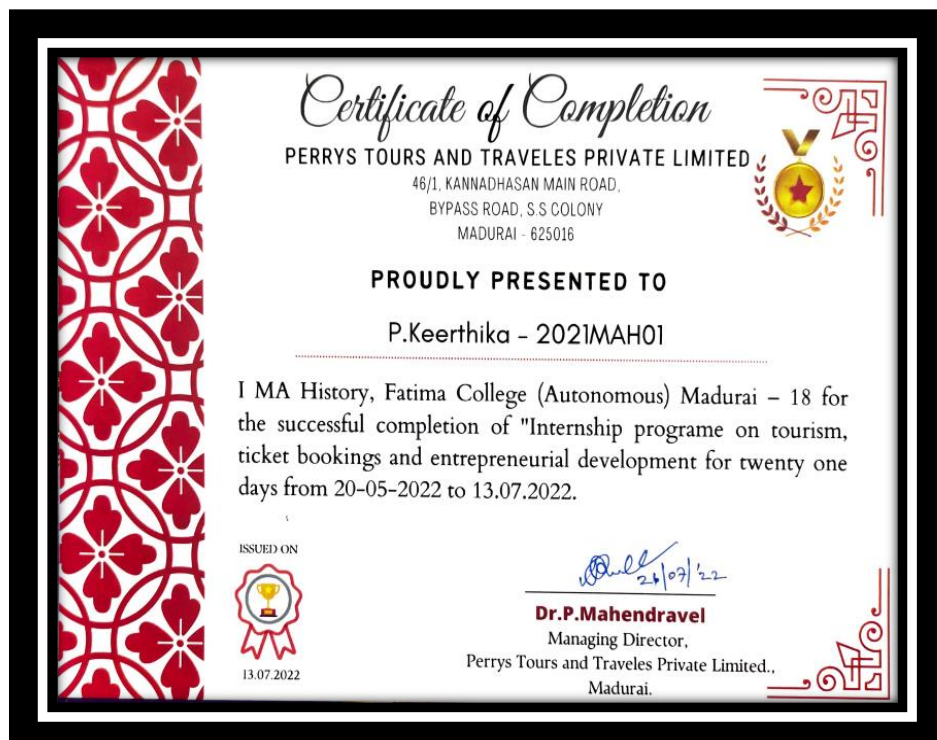 Certificate of Completion
PERRYS TOURS AND TRAVELES PRIVATE LIMITED
46/1, KANNADHASAN MAIN ROAD,
BYPASS ROAD, S.S COLONY
MADURAI - 625016
PROUDLY PRESENTED TO
P.Keerthika - 2021MAH01
I MA History, Fatima College (Autonomous) Madurai – 18 for
the successful completion of "Internship programe on tourism,
ticket bookings and entrepreneurial development for twenty one
days from 20-05-2022 to 13.07.2022.
ISSUED ON
13.07.2022
26/07/'22
Dr.P.Mahendravel
Managing Director,
Perrys Tours and Traveles Private Limited.,
Madurai.